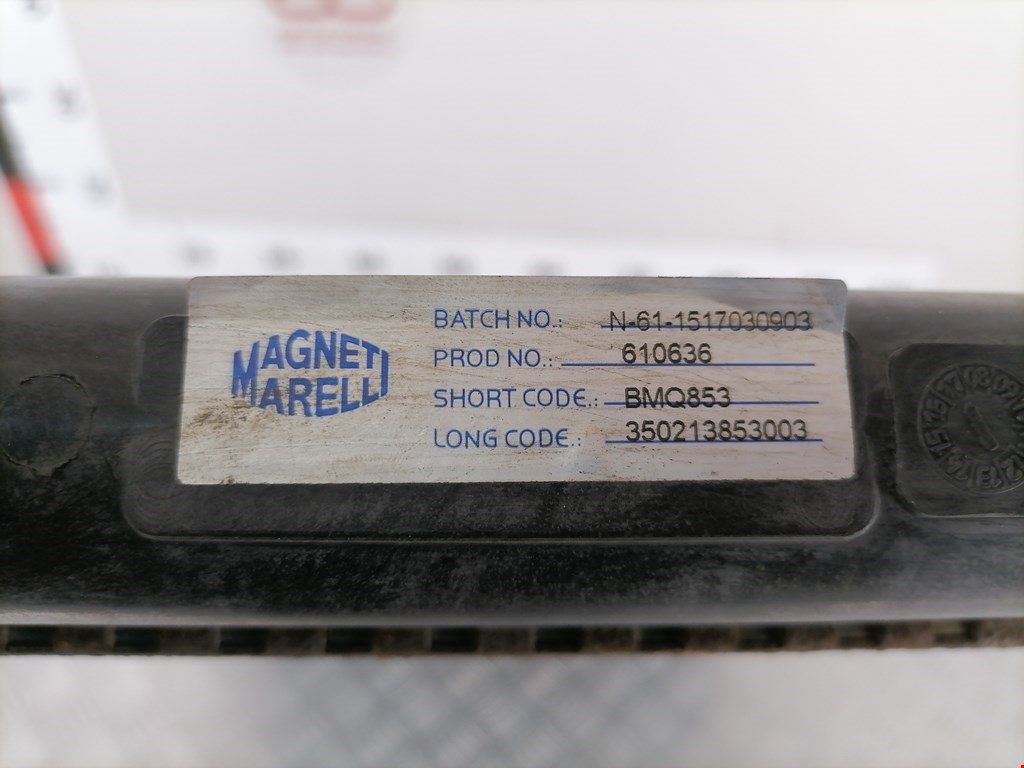 MAGNETI
MARELLI
BATCH NO.: N-61-1517030903
PROD NO.: 610636
SHORT CODE.: BMQ853
LONG CODE.: 350213853003